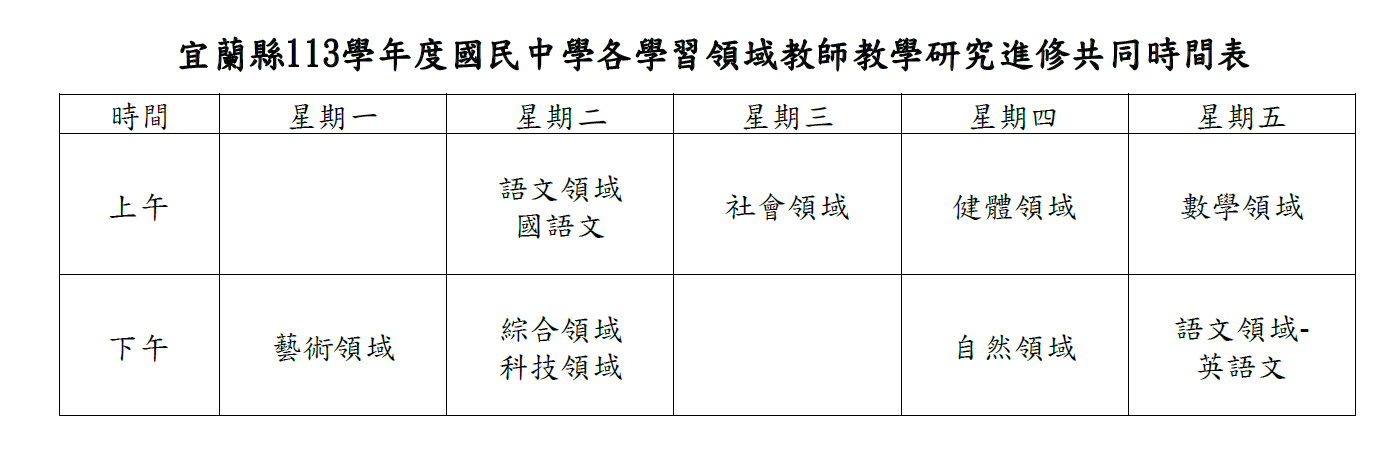 宜蘭縣113學年度國民中學各學習領域教師教學研究進修共同時間表
時間 星期一 星期二 星期三 星期四 星期五
上午 語文領域 社會領域 健體領域 數學領域
國語文
下午 藝術領域 綜合領域 自然領域 語文領域-
科技領域 英語文